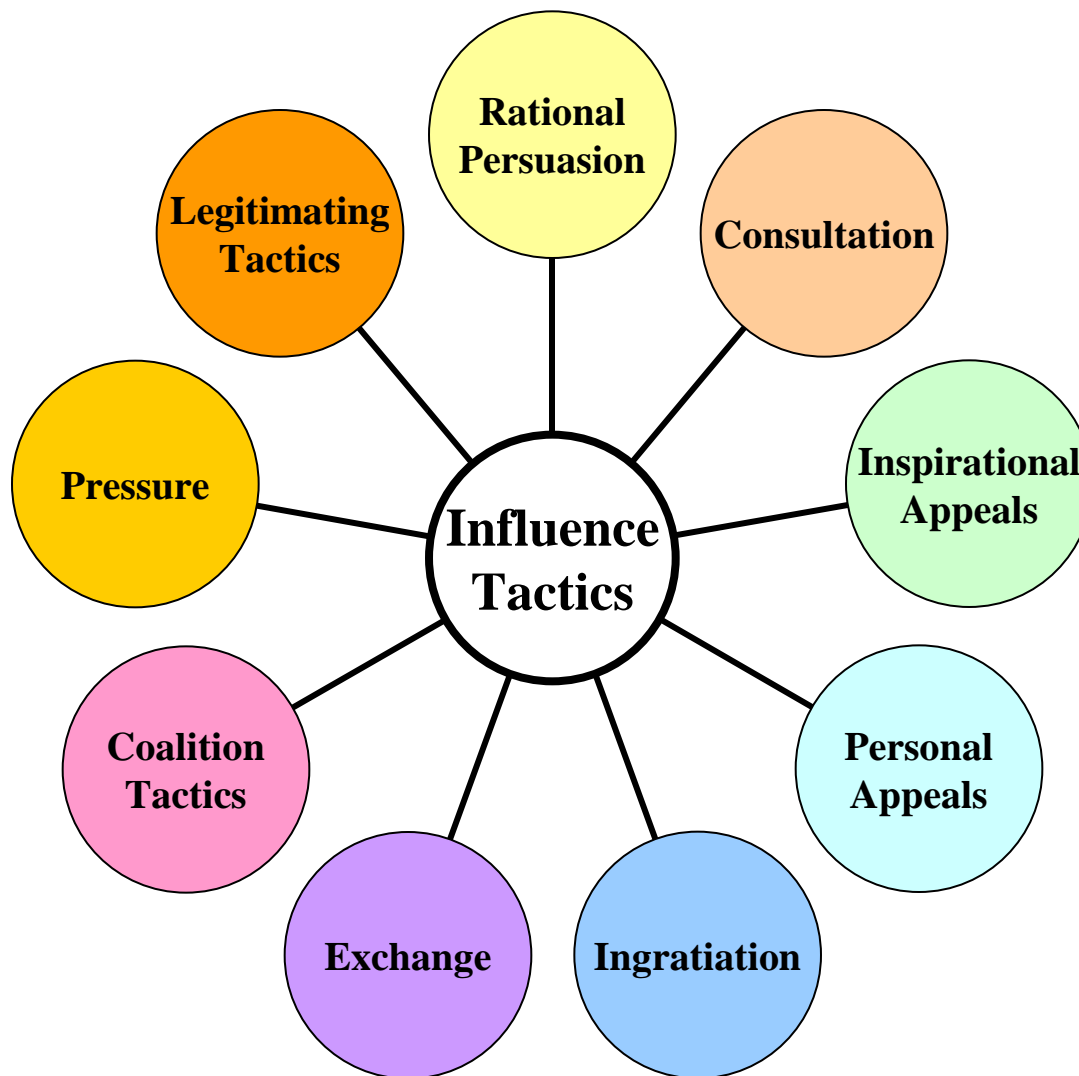 Influence
Tactics
Rational
Persuasion
Consultation
Inspirational
Appeals
Personal
Appeals
Ingratiation
Exchange
Coalition
Tactics
Pressure
Legitimating
Tactics